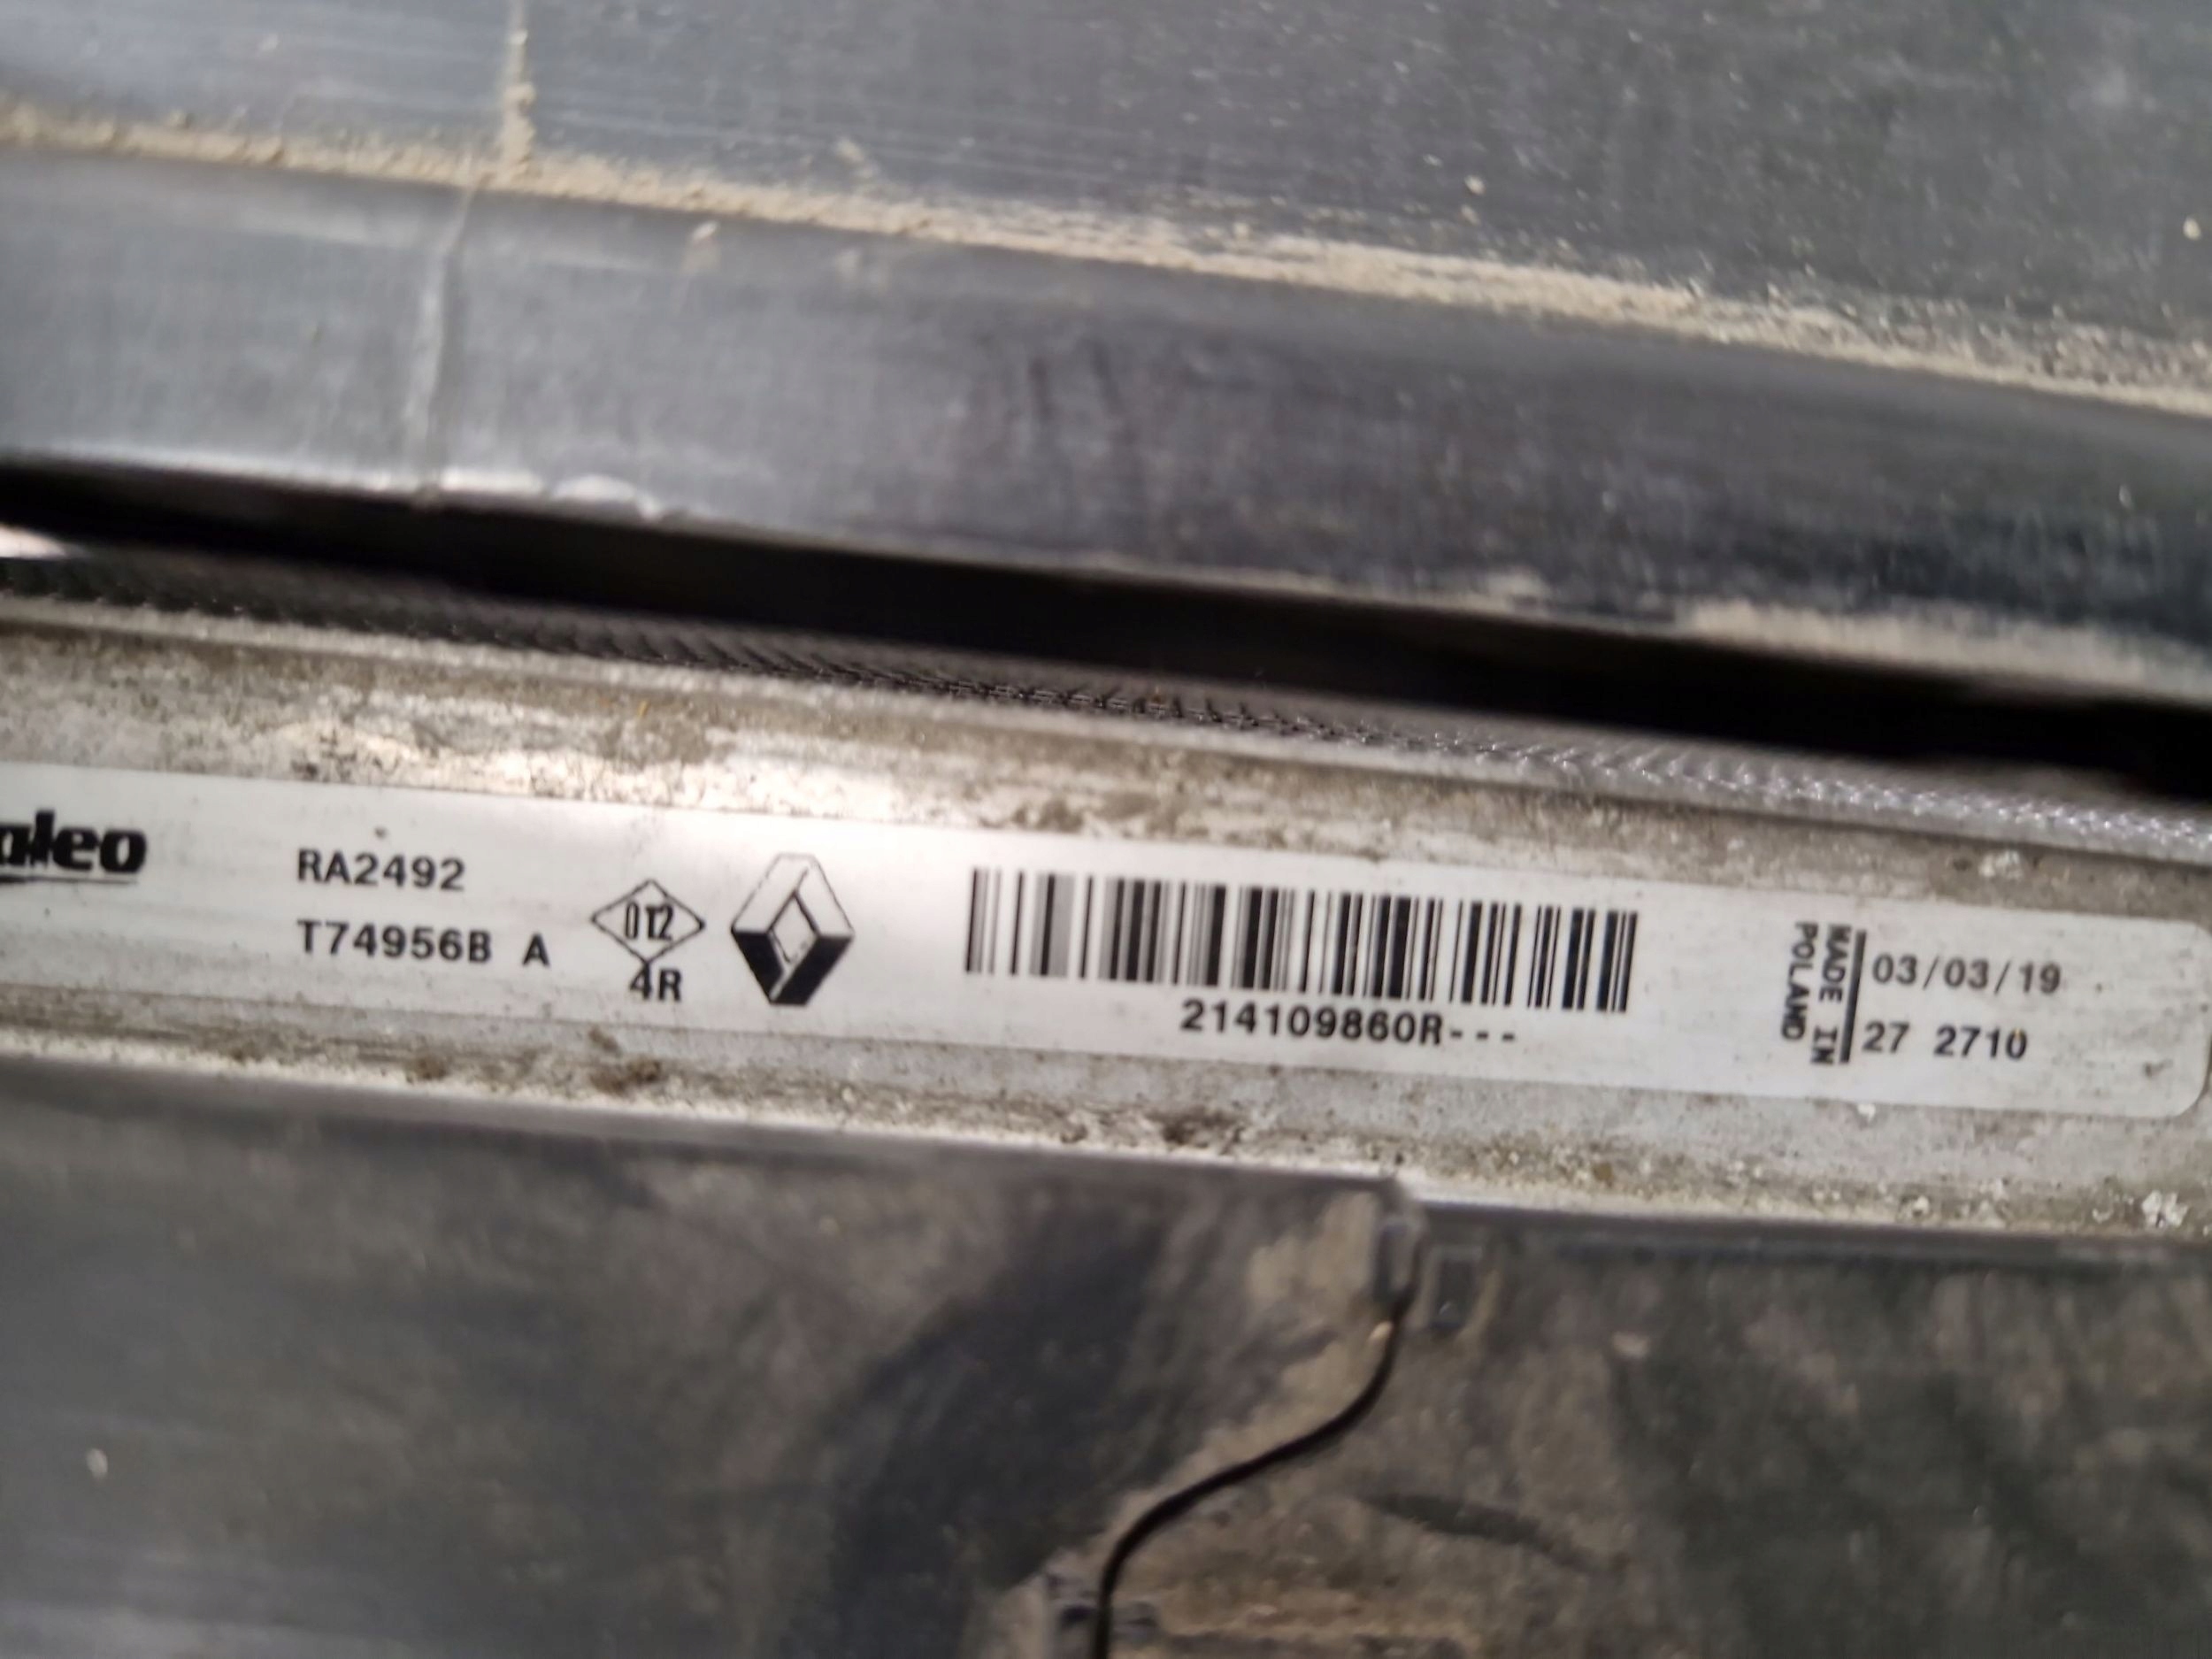 aleo
RA2492
T74956B A
012
4R
214109860R---
MADE IN
POLAND
03/03/19
27 2710